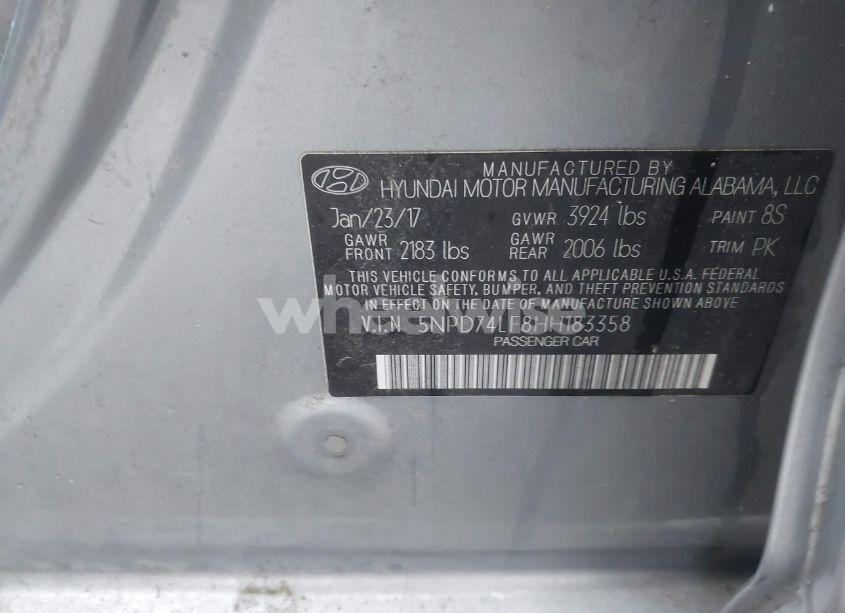 MANUFACTURED BY
HYUNDAI MOTOR MANUFACTURING ALABAMA, LLC
Jan/23/17 GVWR 3924 lbs PAINT 8S
GAWR FRONT 2183 lbs GAWR REAR 2006 lbs TRIM PK
THIS VEHICLE CONFORMS TO ALL APPLICABLE U.S.A. FEDERAL
MOTOR VEHICLE SAFETY, BUMPER, AND THEFT PREVENTION STANDARDS
IN EFFECT ON THE DATE OF MANUFACTURE SHOWN ABOVE
V.I.N.
PASSENGER CAR